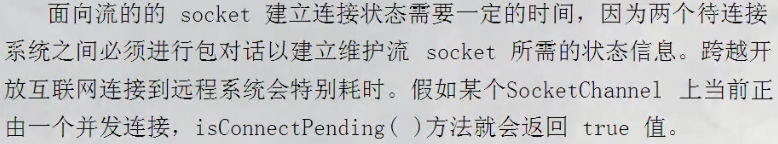 面向流的的 socket 建立连接状态需要一定的时间，因为两个待连接
系统之间必须进行包对话以建立维护流 socket 所需的状态信息。跨越开
放互联网连接到远程系统会特别耗时。假如某个SocketChannel 上当前正
由一个并发连接，isConnectPending( )方法就会返回 true 值。